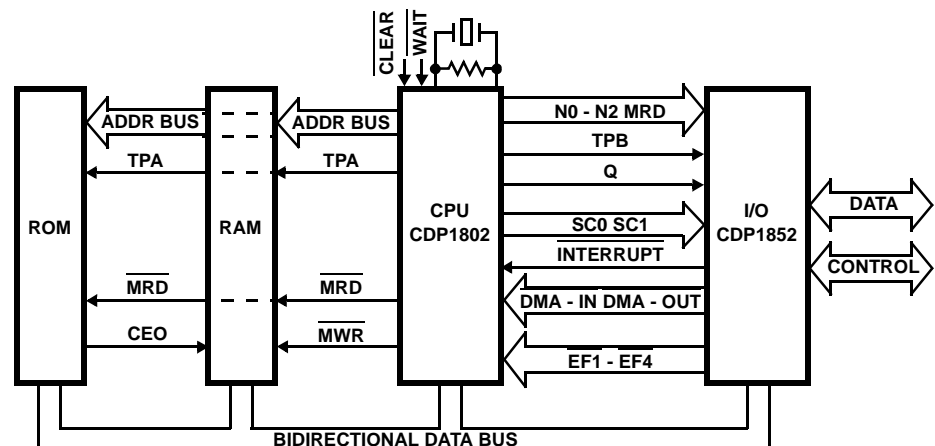 CLEAR
WAIT
ROM
ADDR BUS
TPA
MRD
CEO
RAM
ADDR BUS
TPA
MRD
MWR
CPU
CDP1802
N0 - N2 MRD
TPB
Q
SC0 SC1
INTERRUPT
DMA - IN DMA - OUT
EF1 - EF4
I/O
CDP1852
DATA
CONTROL
BIDIRECTIONAL DATA BUS